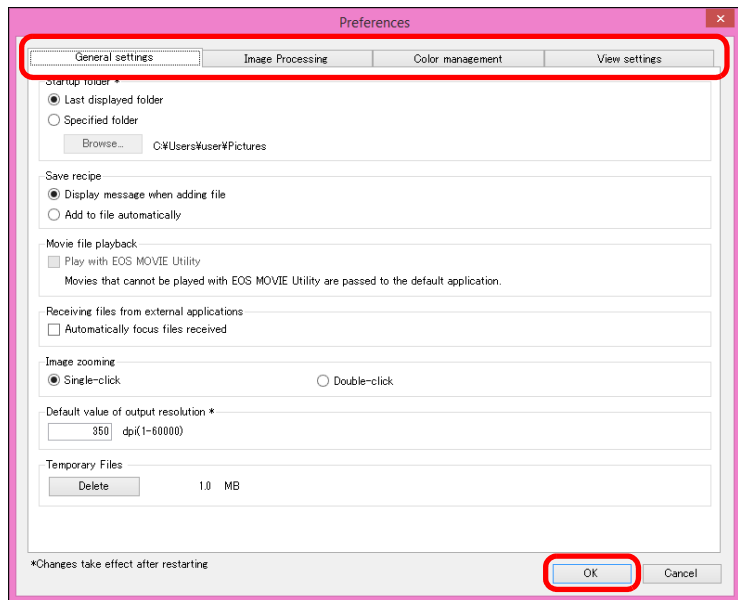 Preferences
General settings Image Processing Color management View settings
Startup folder *
Last displayed folder
Specified folder
Browse... C:¥Users¥user¥Pictures
Save recipe
Display message when adding file
Add to file automatically
Movie file playback
Play with EOS MOVIE Utility
Movies that cannot be played with EOS MOVIE Utility are passed to the default application.
Receiving files from external applications
Automatically focus files received
Image zooming
Single-click Double-click
Default value of output resolution *
350 dpi(1-60000)
Temporary Files
Delete 1.0 MB
*Changes take effect after restarting
OK Cancel